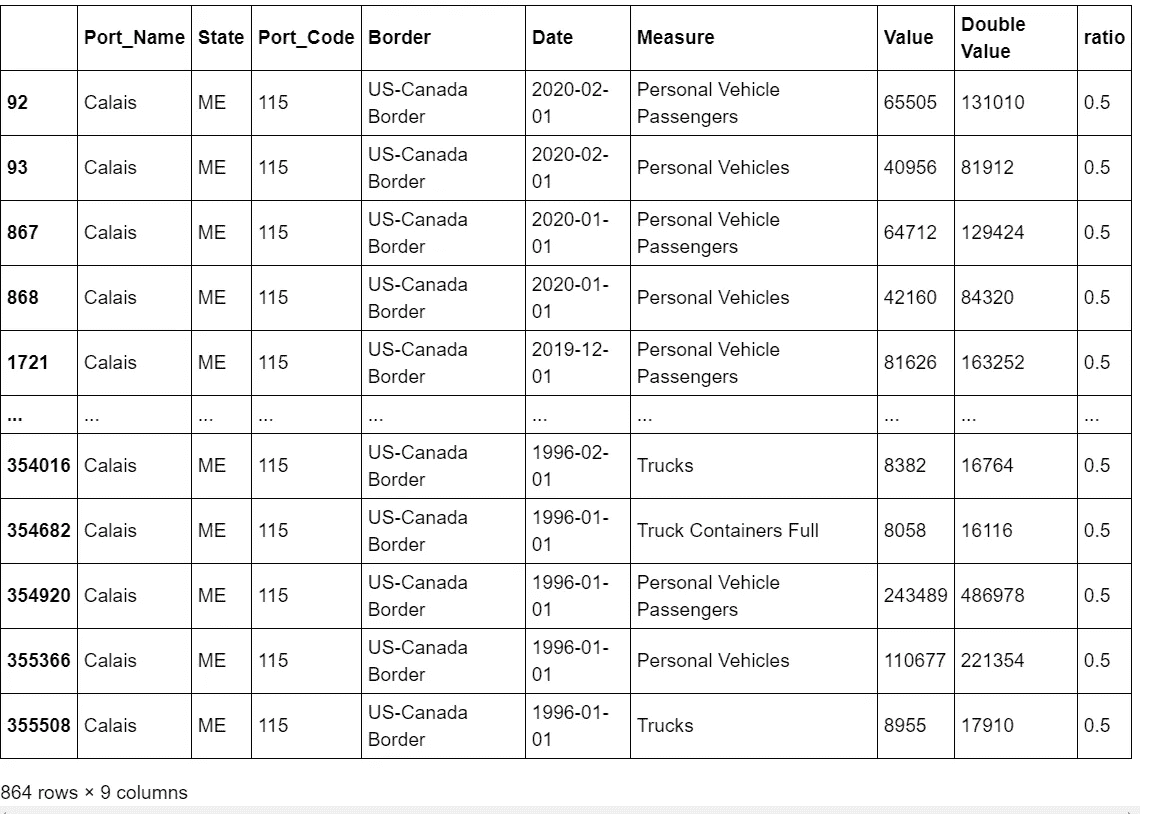 Port_Name State Port_Code Border Date Measure Value Double Value ratio
92 Calais ME 115 US-Canada Border 2020-02-01 Personal Vehicle Passengers 65505 131010 0.5
93 Calais ME 115 US-Canada Border 2020-02-01 Personal Vehicles 40956 81912 0.5
867 Calais ME 115 US-Canada Border 2020-01-01 Personal Vehicle Passengers 64712 129424 0.5
868 Calais ME 115 US-Canada Border 2020-01-01 Personal Vehicles 42160 84320 0.5
1721 Calais ME 115 US-Canada Border 2019-12-01 Personal Vehicle Passengers 81626 163252 0.5
... ... ... ... ... ... ... ... ... ...
354016 Calais ME 115 US-Canada Border 1996-02-01 Trucks 8382 16764 0.5
354682 Calais ME 115 US-Canada Border 1996-01-01 Truck Containers Full 8058 16116 0.5
354920 Calais ME 115 US-Canada Border 1996-01-01 Personal Vehicle Passengers 243489 486978 0.5
355366 Calais ME 115 US-Canada Border 1996-01-01 Personal Vehicles 110677 221354 0.5
355508 Calais ME 115 US-Canada Border 1996-01-01 Trucks 8955 17910 0.5
864 rows × 9 columns